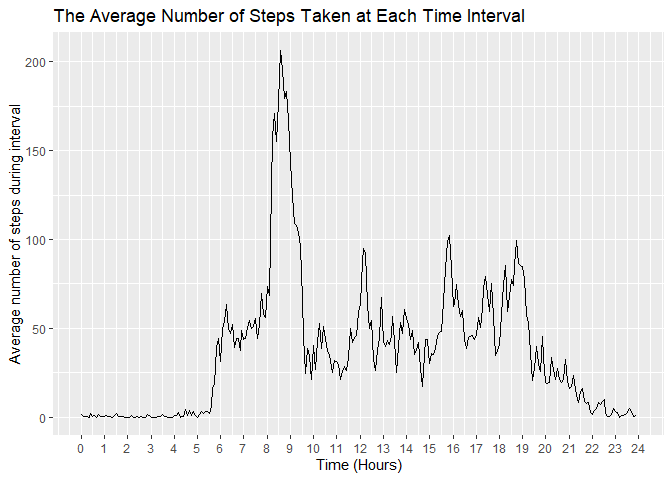 The Average Number of Steps Taken at Each Time Interval
Average number of steps during interval
200
150
100
50
0
0 1 2 3 4 5 6 7 8 9 10 11 12 13 14 15 16 17 18 19 20 21 22 23 24
Time (Hours)